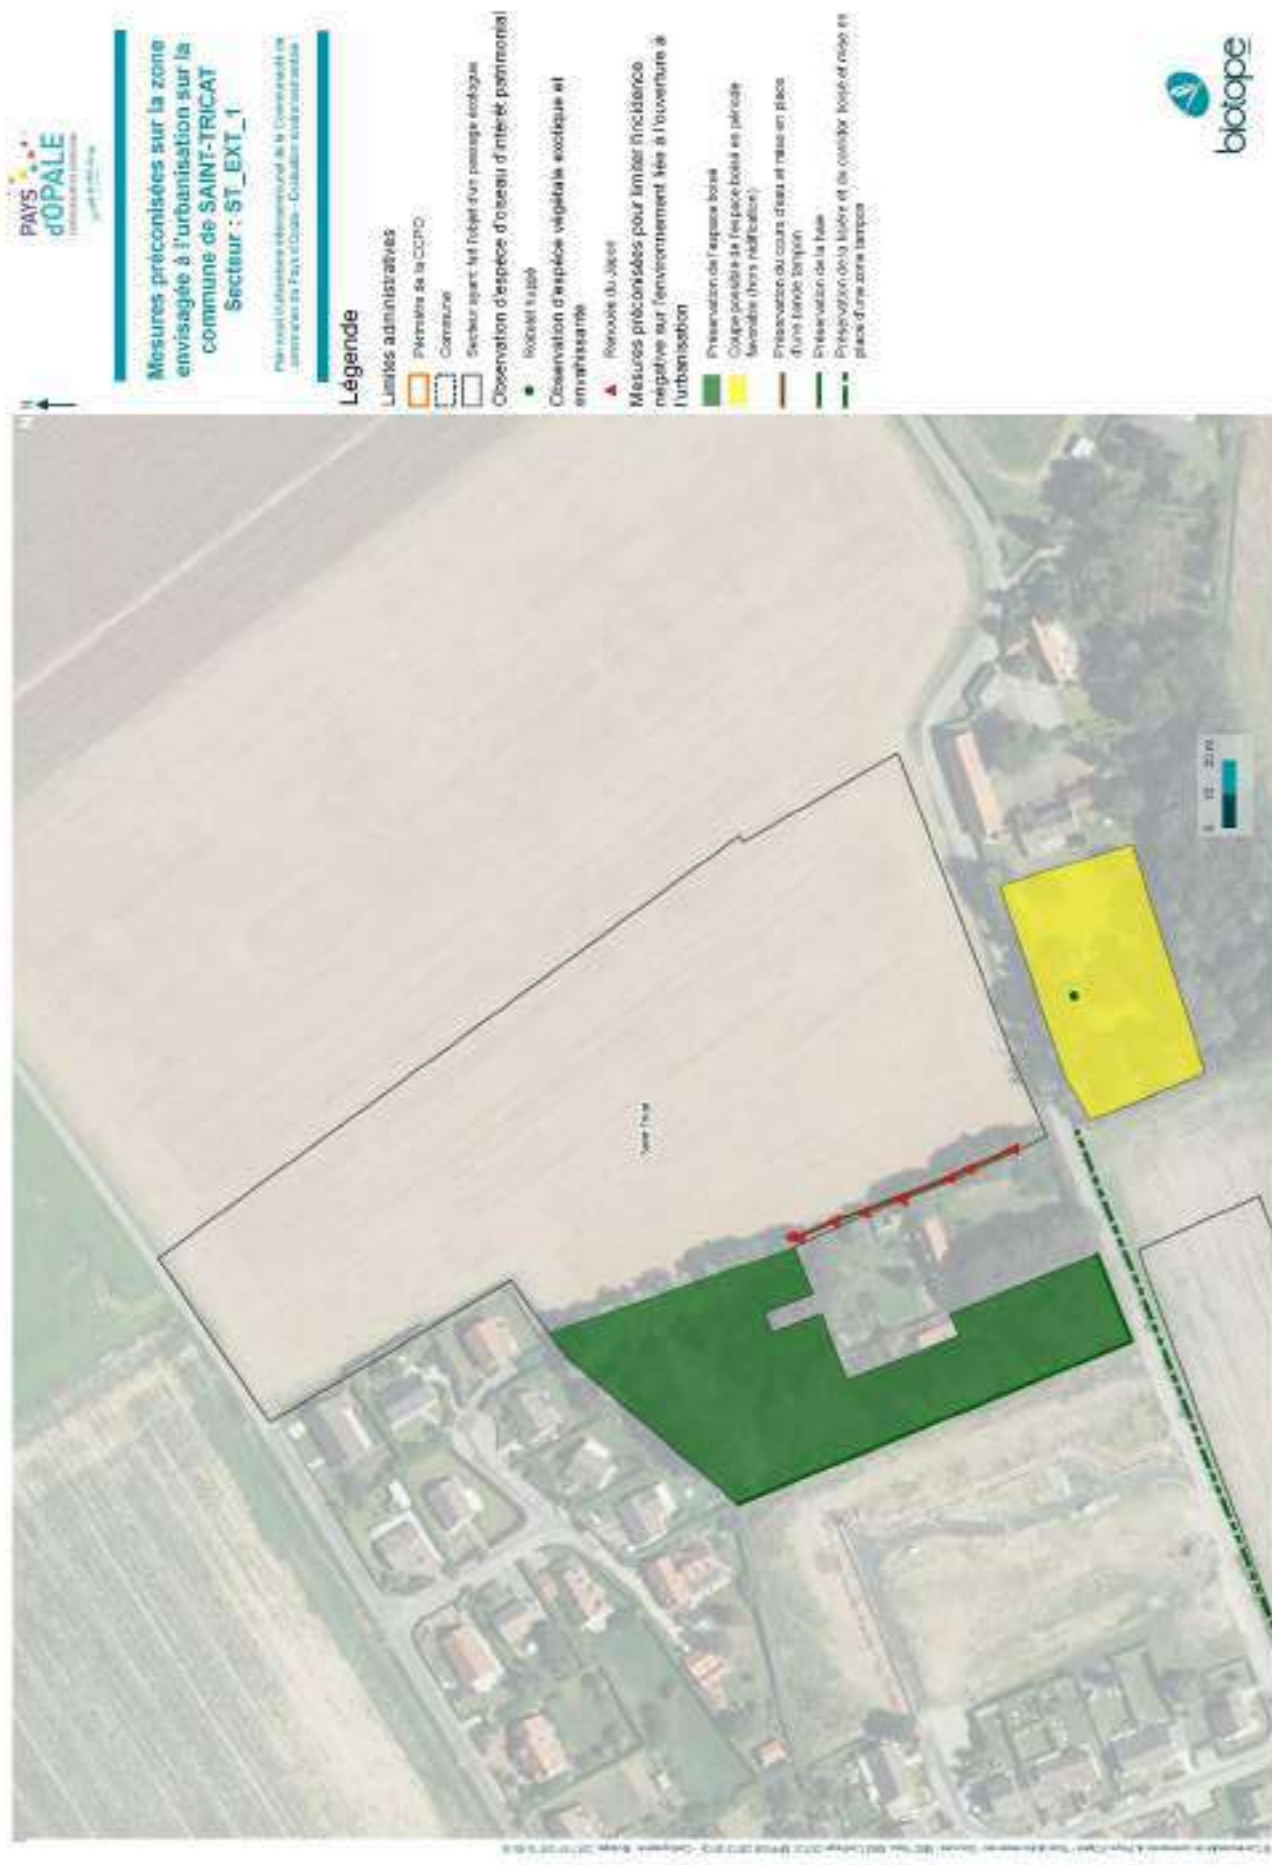 PAYS
d'OPALE
Mesures préconisées sur la zone
envisagée à l'urbanisation sur la
commune de SAINT-TRICAT
Secteur : ST_EXT_1
Légende
Limites administratives
Périmètre de la CCPO
Commune
Secteur ayant fait l'objet d'un passage écologue
Observation d'espèce d'oiseau d'intérêt patrimonial
Roitelet huppé
Observation d'espèce végétale exotique et
envahissante
Renouée du Japon
Mesures préconisées pour limiter l'incidence
négative sur l'environnement liée à l'ouverture à
l'urbanisation
Préservation de l'espace boisé
Coupe possible de l'espace boisé en période
favorable (hors nidification)
Préservation du cours d'eau et mise en place
d'une bande tampon
Préservation de la haie
Préservation de la lisière et du corridor boisé et mise en
place d'une zone tampon
N
biotope